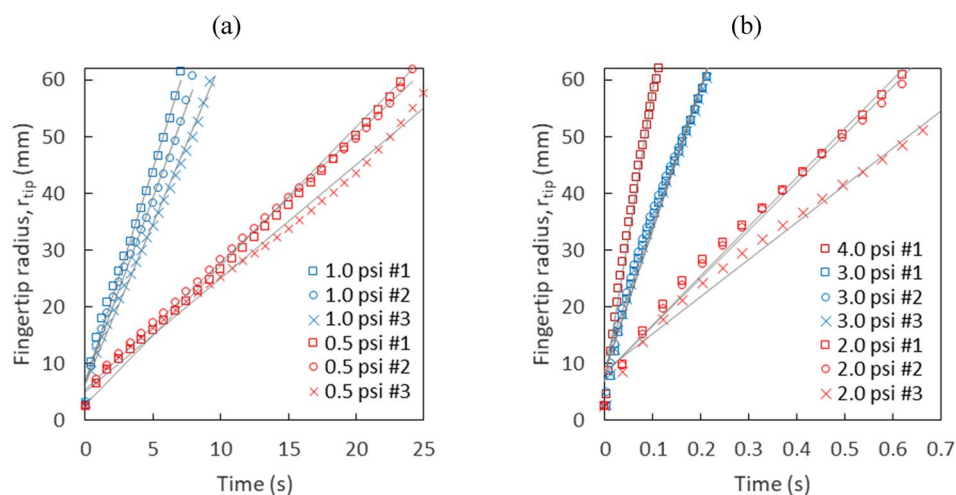 (a)
(b)
Fingertip radius, r_tip (mm)
60
50
40
30
20
10
0
1.0 psi #1
1.0 psi #2
1.0 psi #3
0.5 psi #1
0.5 psi #2
0.5 psi #3
0 5 10 15 20 25
Time (s)
Fingertip radius, r_tip (mm)
60
50
40
30
20
10
0
4.0 psi #1
3.0 psi #1
3.0 psi #2
3.0 psi #3
2.0 psi #1
2.0 psi #2
2.0 psi #3
0 0.1 0.2 0.3 0.4 0.5 0.6 0.7
Time (s)